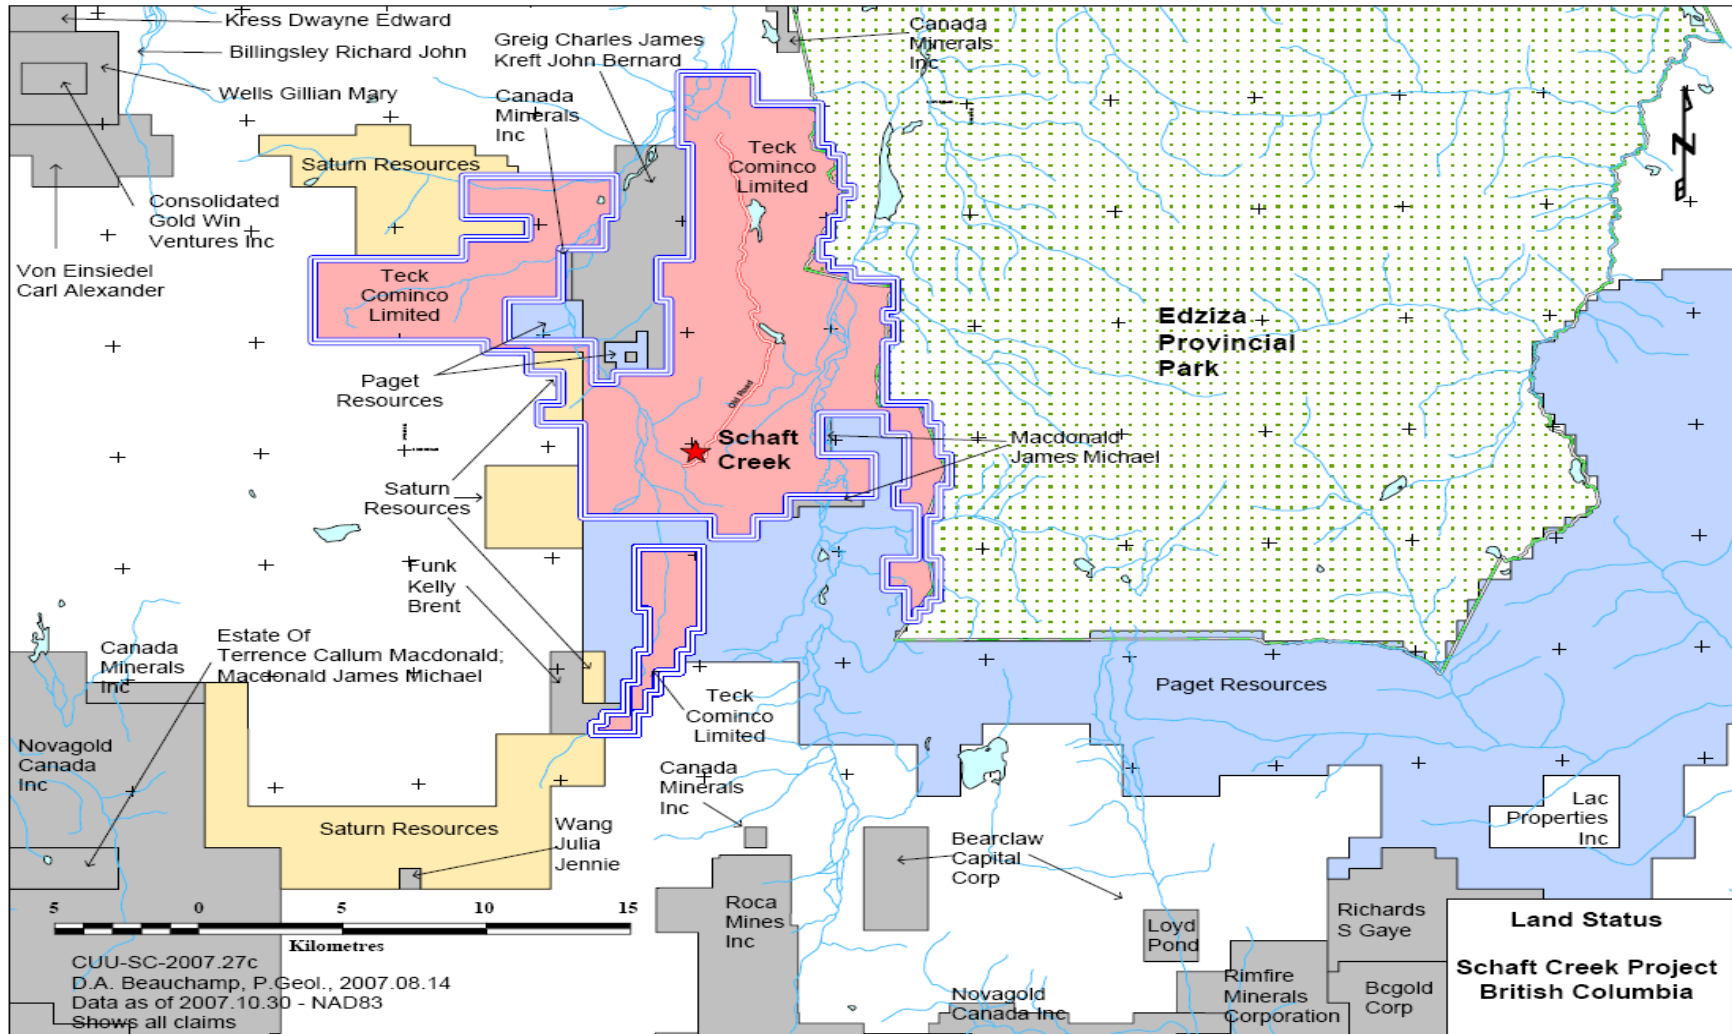 Kress Dwayne Edward
Billingsley Richard John
Wells Gillian Mary
Greig Charles James
Kreft John Bernard
Canada
Minerals
Inc
Canada
Minerals
Inc
Saturn Resources
Teck
Cominco
Limited
Consolidated
Gold Win
Ventures Inc
Von Einsiedel
Carl Alexander
Teck
Cominco
Limited
N
Edziza
Provincial
Park
Paget
Resources
Old Road
Schaft
Creek
Macdonald
James Michael
Saturn
Resources
Funk
Kelly
Brent
Estate Of
Terrence Callum Macdonald;
Macdonald James Michael
Canada
Minerals
Inc
Teck
Cominco
Limited
Paget Resources
Novagold
Canada
Inc
Canada
Minerals
Inc
Saturn Resources
Wang
Julia
Jennie
Bearclaw
Capital
Corp
Lac
Properties
Inc
Roca
Mines
Inc
Loyd
Pond
Richards
S Gaye
Rimfire
Minerals
Corporation
Bcgold
Corp
Novagold
Canada Inc
5 0 5 10 15
Kilometres
CUU-SC-2007.27c
D.A. Beauchamp, P.Geol., 2007.08.14
Data as of 2007.10.30 - NAD83
Shows all claims
Land Status
Schaft Creek Project
British Columbia